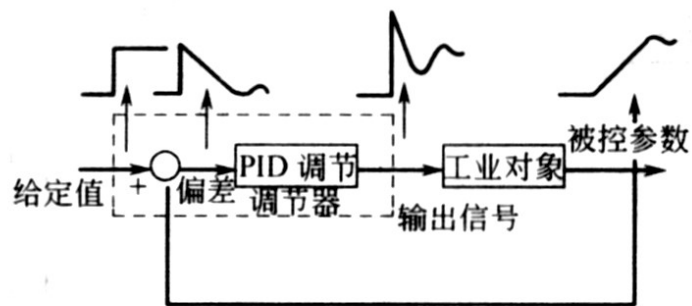 被控参数
PID 调节
工业对象
给定值
+
偏差
调节器
输出信号